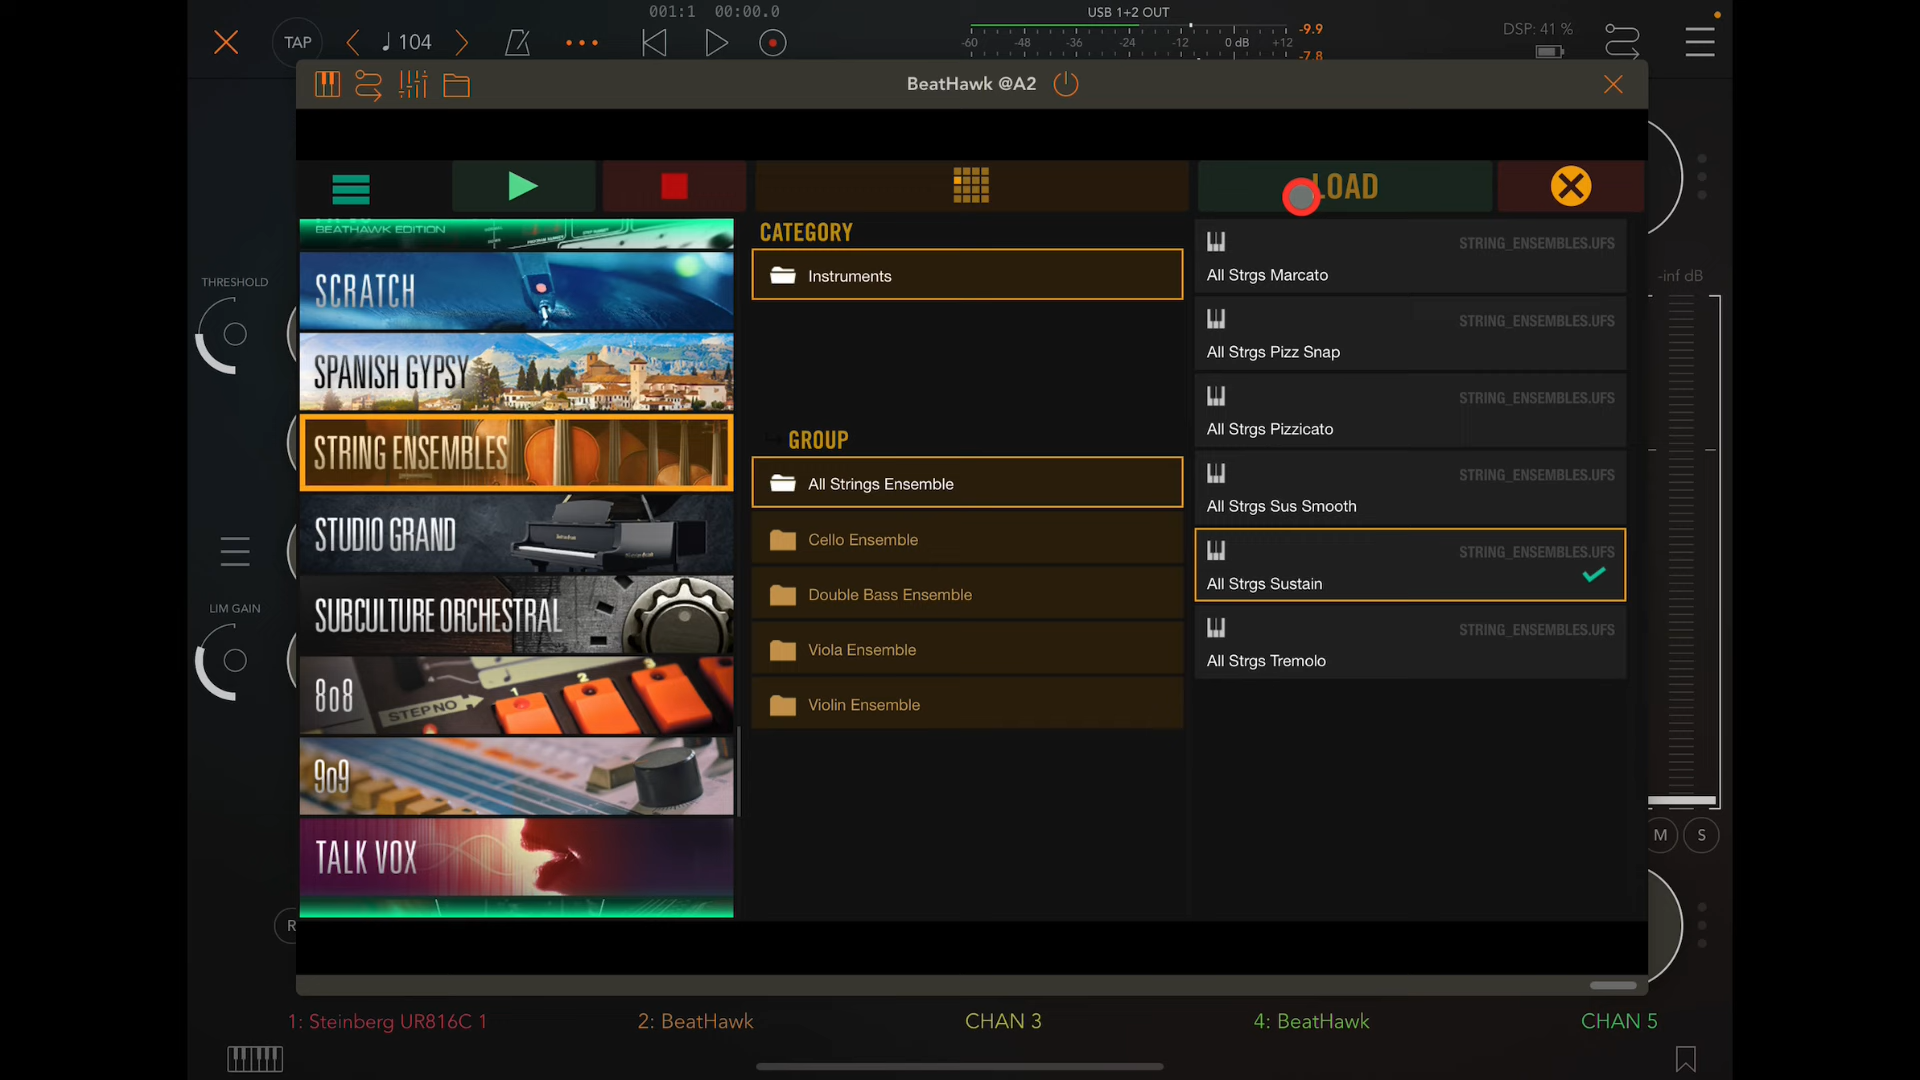 001:1 00:00.0
USB 1+2 OUT
TAP
104
-60 -48 -36 -24 -12 0 dB +12
-9.9
-7.8
DSP: 41 %
BeatHawk @A2
LOAD
BEATHAWK EDITION
SCRATCH
SPANISH GYPSY
STRING ENSEMBLES
STUDIO GRAND
SUBCULTURE ORCHESTRAL
8o8
STEP NO
1 2 3
9o9
TALK VOX
CATEGORY
Instruments
GROUP
All Strings Ensemble
Cello Ensemble
Double Bass Ensemble
Viola Ensemble
Violin Ensemble
STRING_ENSEMBLES.UFS
All Strgs Marcato
STRING_ENSEMBLES.UFS
All Strgs Pizz Snap
STRING_ENSEMBLES.UFS
All Strgs Pizzicato
STRING_ENSEMBLES.UFS
All Strgs Sus Smooth
STRING_ENSEMBLES.UFS
All Strgs Sustain
STRING_ENSEMBLES.UFS
All Strgs Tremolo
THRESHOLD
LIM GAIN
R
-inf dB
M S
1: Steinberg UR816C 1
2: BeatHawk
CHAN 3
4: BeatHawk
CHAN 5